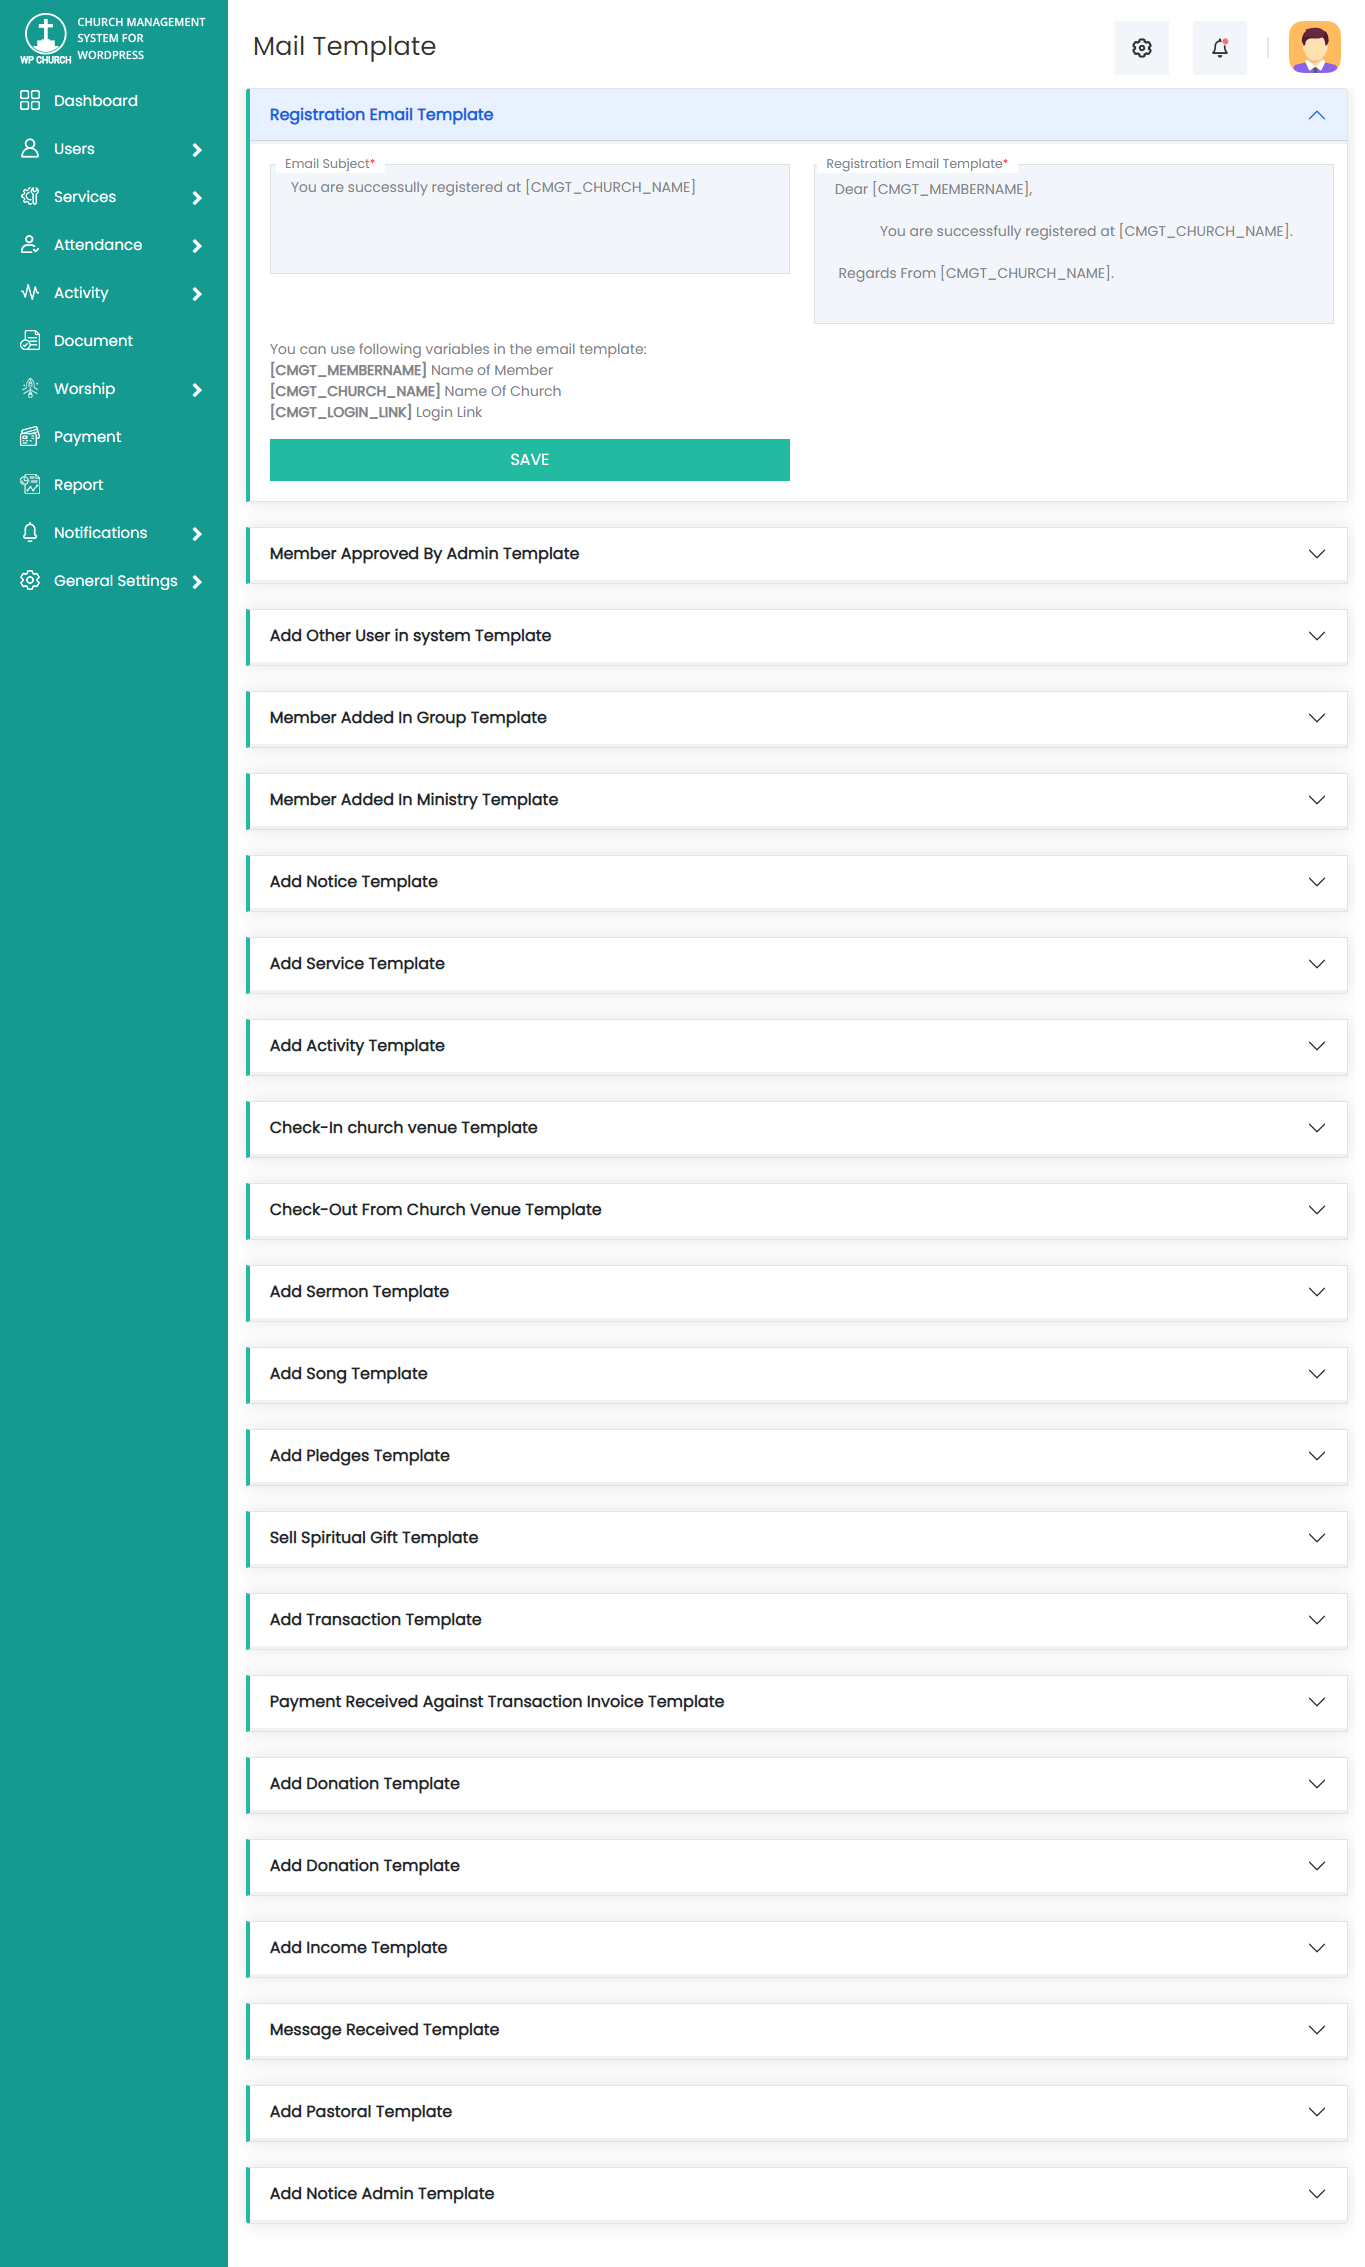 CHURCH MANAGEMENT
SYSTEM FOR
WORDPRESS
WP CHURCH
Dashboard
Users
Services
Attendance
Activity
Document
Worship
Payment
Report
Notifications
General Settings
Mail Template
Registration Email Template
Email Subject*
You are successully registered at [CMGT_CHURCH_NAME]
Registration Email Template*
Dear [CMGT_MEMBERNAME],
You are successfully registered at [CMGT_CHURCH_NAME].
Regards From [CMGT_CHURCH_NAME].
You can use following variables in the email template:
[CMGT_MEMBERNAME] Name of Member
[CMGT_CHURCH_NAME] Name Of Church
[CMGT_LOGIN_LINK] Login Link
SAVE
Member Approved By Admin Template
Add Other User in system Template
Member Added In Group Template
Member Added In Ministry Template
Add Notice Template
Add Service Template
Add Activity Template
Check-In church venue Template
Check-Out From Church Venue Template
Add Sermon Template
Add Song Template
Add Pledges Template
Sell Spiritual Gift Template
Add Transaction Template
Payment Received Against Transaction Invoice Template
Add Donation Template
Add Donation Template
Add Income Template
Message Received Template
Add Pastoral Template
Add Notice Admin Template